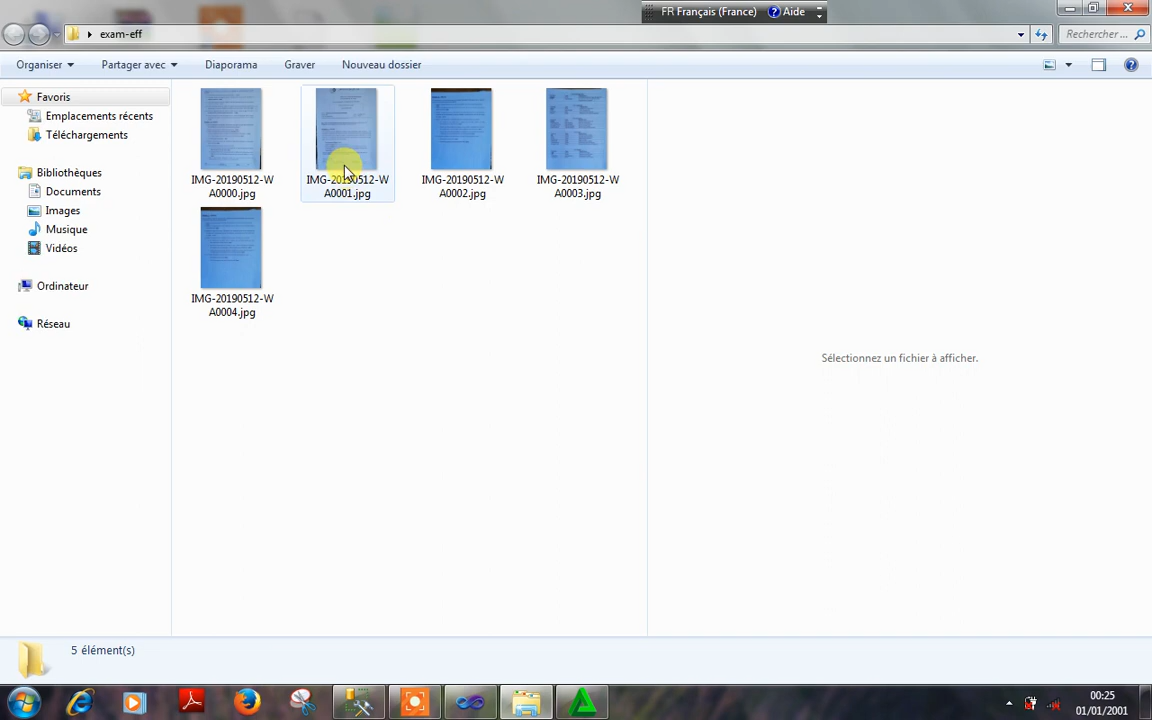 FR Français (France)
Aide
exam-eff
Rechercher ...
Organiser
Partager avec
Diaporama
Graver
Nouveau dossier
Favoris
Emplacements récents
Téléchargements
Bibliothèques
Documents
Images
Musique
Vidéos
Ordinateur
Réseau
IMG-20190512-W
A0000.jpg
IMG-20190512-W
A0001.jpg
IMG-20190512-W
A0002.jpg
IMG-20190512-W
A0003.jpg
IMG-20190512-W
A0004.jpg
Sélectionnez un fichier à afficher.
5 élément(s)
00:25
01/01/2001